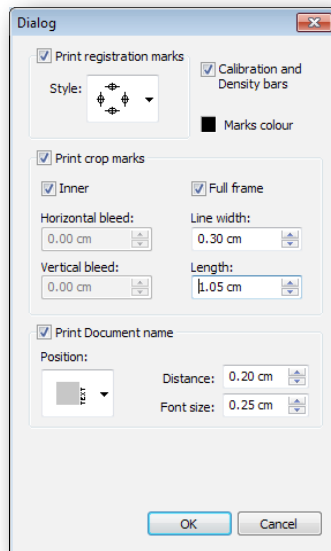 Dialog
Print registration marks
Style:
Calibration and
Density bars
Marks colour
Print crop marks
Inner
Full frame
Horizontal bleed:
Line width:
0.00 cm
0.30 cm
Vertical bleed:
Length:
0.00 cm
1.05 cm
Print Document name
Position:
TEXT
Distance:
0.20 cm
Font size:
0.25 cm
OK
Cancel